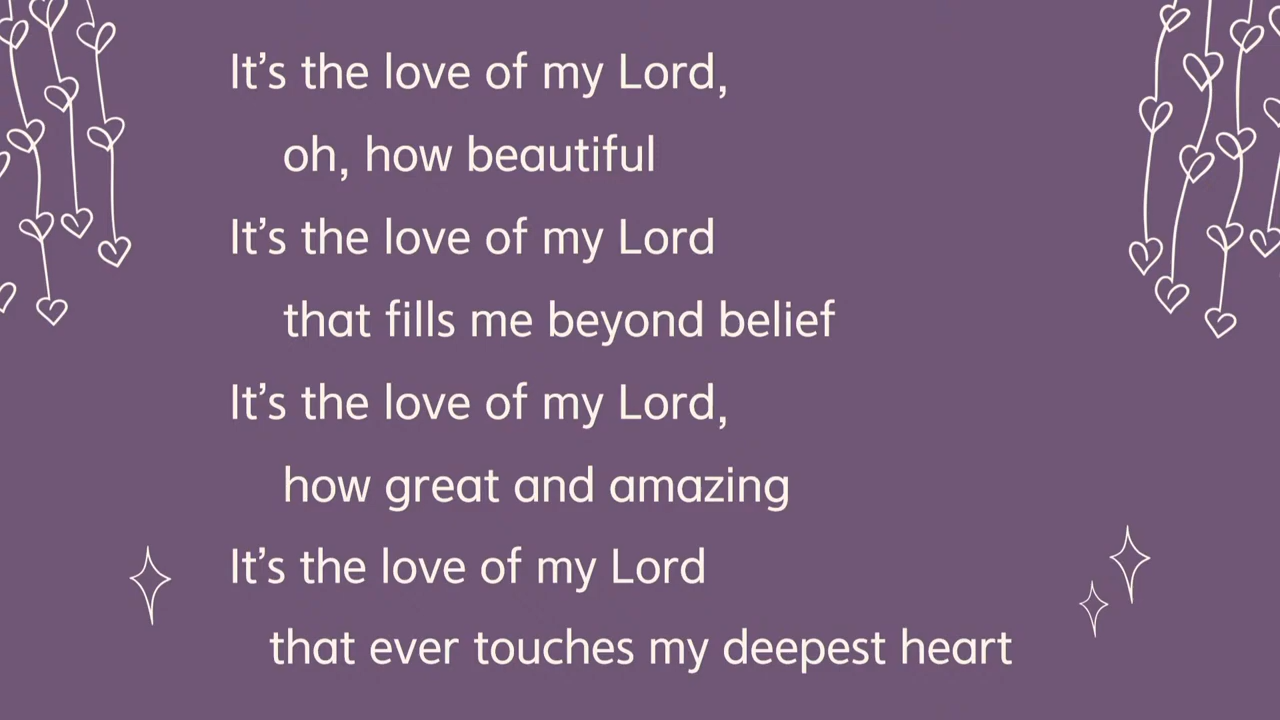 It’s the love of my Lord,
oh, how beautiful
It’s the love of my Lord
that fills me beyond belief
It’s the love of my Lord,
how great and amazing
It’s the love of my Lord
that ever touches my deepest heart